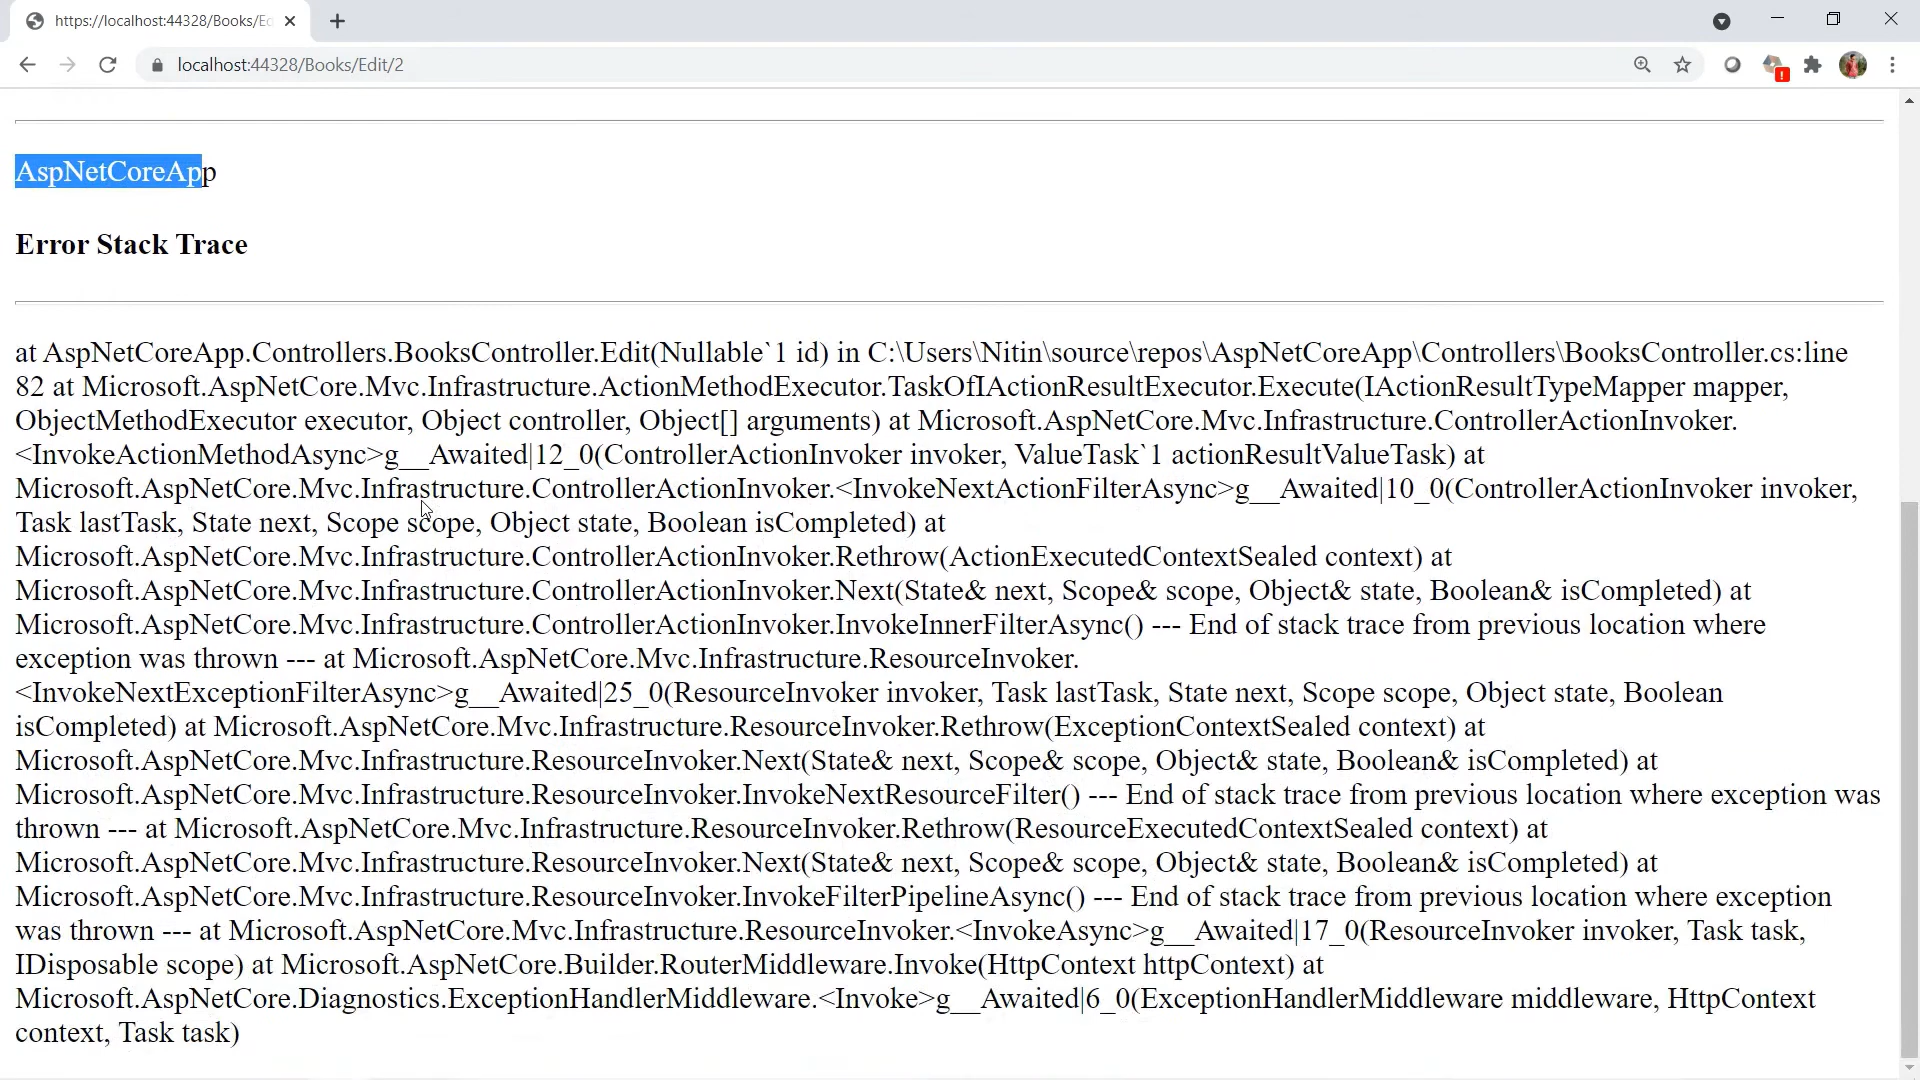 https://localhost:44328/Books/Ed
localhost:44328/Books/Edit/2
AspNetCoreApp
Error Stack Trace
at AspNetCoreApp.Controllers.BooksController.Edit(Nullable`1 id) in C:\Users\Nitin\source\repos\AspNetCoreApp\Controllers\BooksController.cs:line
82 at Microsoft.AspNetCore.Mvc.Infrastructure.ActionMethodExecutor.TaskOfIActionResultExecutor.Execute(IActionResultTypeMapper mapper,
ObjectMethodExecutor executor, Object controller, Object[] arguments) at Microsoft.AspNetCore.Mvc.Infrastructure.ControllerActionInvoker.
<InvokeActionMethodAsync>g__Awaited|12_0(ControllerActionInvoker invoker, ValueTask`1 actionResultValueTask) at
Microsoft.AspNetCore.Mvc.Infrastructure.ControllerActionInvoker.<InvokeNextActionFilterAsync>g__Awaited|10_0(ControllerActionInvoker invoker,
Task lastTask, State next, Scope scope, Object state, Boolean isCompleted) at
Microsoft.AspNetCore.Mvc.Infrastructure.ControllerActionInvoker.Rethrow(ActionExecutedContextSealed context) at
Microsoft.AspNetCore.Mvc.Infrastructure.ControllerActionInvoker.Next(State& next, Scope& scope, Object& state, Boolean& isCompleted) at
Microsoft.AspNetCore.Mvc.Infrastructure.ControllerActionInvoker.InvokeInnerFilterAsync() --- End of stack trace from previous location where
exception was thrown --- at Microsoft.AspNetCore.Mvc.Infrastructure.ResourceInvoker.
<InvokeNextExceptionFilterAsync>g__Awaited|25_0(ResourceInvoker invoker, Task lastTask, State next, Scope scope, Object state, Boolean
isCompleted) at Microsoft.AspNetCore.Mvc.Infrastructure.ResourceInvoker.Rethrow(ExceptionContextSealed context) at
Microsoft.AspNetCore.Mvc.Infrastructure.ResourceInvoker.Next(State& next, Scope& scope, Object& state, Boolean& isCompleted) at
Microsoft.AspNetCore.Mvc.Infrastructure.ResourceInvoker.InvokeNextResourceFilter() --- End of stack trace from previous location where exception was
thrown --- at Microsoft.AspNetCore.Mvc.Infrastructure.ResourceInvoker.Rethrow(ResourceExecutedContextSealed context) at
Microsoft.AspNetCore.Mvc.Infrastructure.ResourceInvoker.Next(State& next, Scope& scope, Object& state, Boolean& isCompleted) at
Microsoft.AspNetCore.Mvc.Infrastructure.ResourceInvoker.InvokeFilterPipelineAsync() --- End of stack trace from previous location where exception
was thrown --- at Microsoft.AspNetCore.Mvc.Infrastructure.ResourceInvoker.<InvokeAsync>g__Awaited|17_0(ResourceInvoker invoker, Task task,
IDisposable scope) at Microsoft.AspNetCore.Builder.RouterMiddleware.Invoke(HttpContext httpContext) at
Microsoft.AspNetCore.Diagnostics.ExceptionHandlerMiddleware.<Invoke>g__Awaited|6_0(ExceptionHandlerMiddleware middleware, HttpContext
context, Task task)